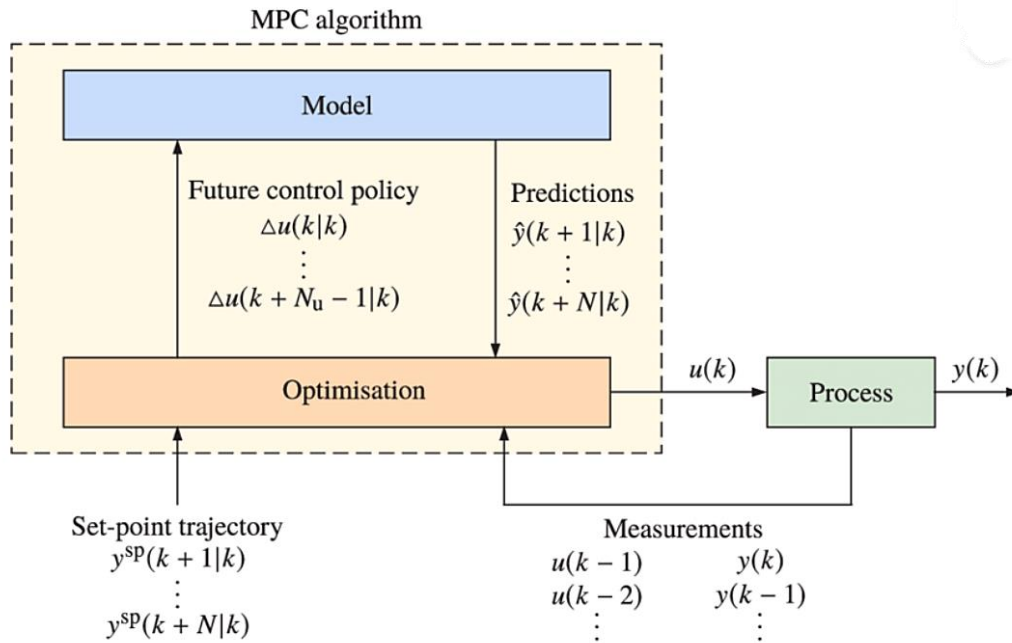 MPC algorithm
Model
Future control policy
△u(k|k)
⋮
△u(k + Nᵤ − 1|k)
Predictions
ŷ(k + 1|k)
⋮
ŷ(k + N|k)
Optimisation
u(k)
Process
y(k)
Set-point trajectory
yˢᵖ(k + 1|k)
⋮
yˢᵖ(k + N|k)
Measurements
u(k − 1) y(k)
u(k − 2) y(k − 1)
⋮ ⋮